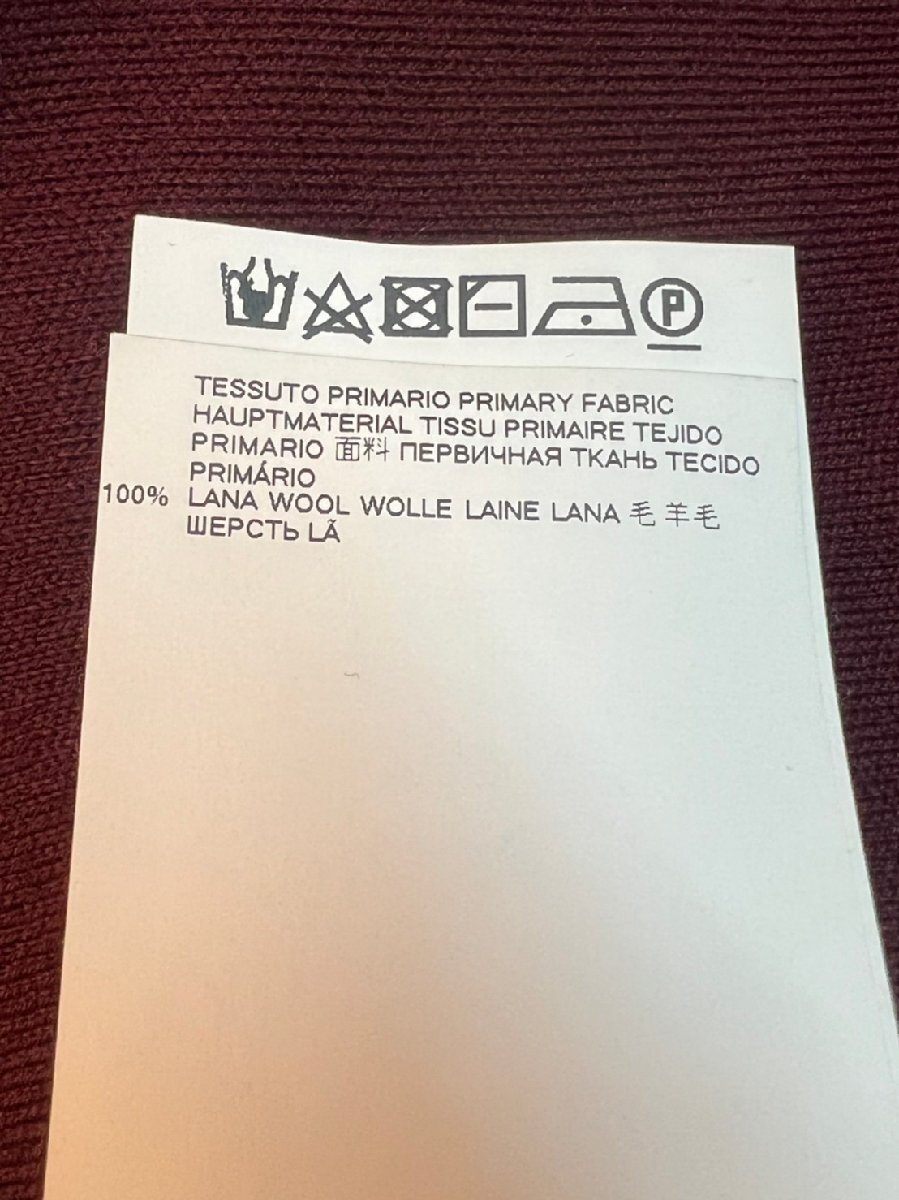 P
TESSUTO PRIMARIO PRIMARY FABRIC
HAUPTMATERIAL TISSU PRIMAIRE TEJIDO
PRIMARIO 面料 ПЕРВИЧНАЯ ТКАНЬ TECIDO
PRIMÁRIO
100% LANA WOOL WOLLE LAINE LANA 毛 羊毛
ШЕРСТЬ LÃ